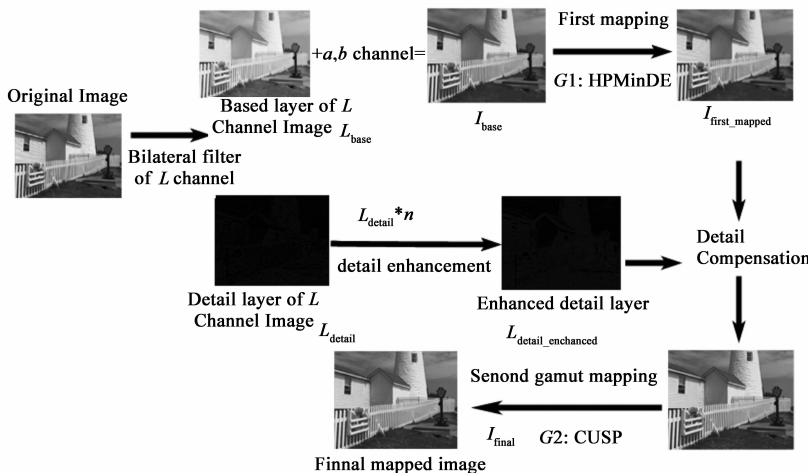 Original Image
Bilateral filter
of L channel
+a,b channel=
Based layer of L
Channel Image L_base
I_base
First mapping
G1: HPMinDE
I_first_mapped
L_detail*n
detail enhancement
Detail layer of L
Channel Image L_detail
Enhanced detail layer
L_detail_enchanced
Detail
Compensation
Senond gamut mapping
I_final G2: CUSP
Finnal mapped image